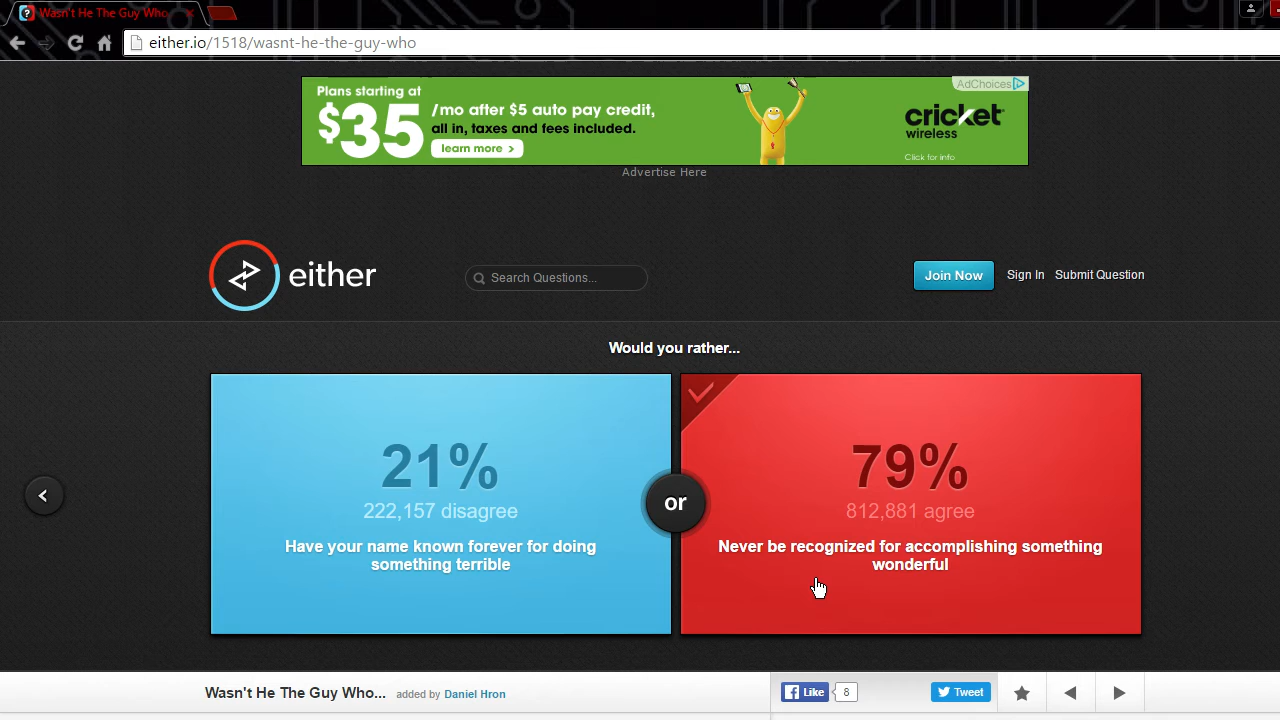 Wasn't He The Guy Who
either.io/1518/wasnt-he-the-guy-who
Plans starting at
$35
/mo after $5 auto pay credit,
all in, taxes and fees included.
learn more >
AdChoices
cricket
wireless
Click for info
Advertise Here
either
Search Questions...
Join Now
Sign In
Submit Question
Would you rather...
21%
222,157 disagree
Have your name known forever for doing
something terrible
or
79%
812,881 agree
Never be recognized for accomplishing something
wonderful
Wasn't He The Guy Who...
added by Daniel Hron
Like
8
Tweet